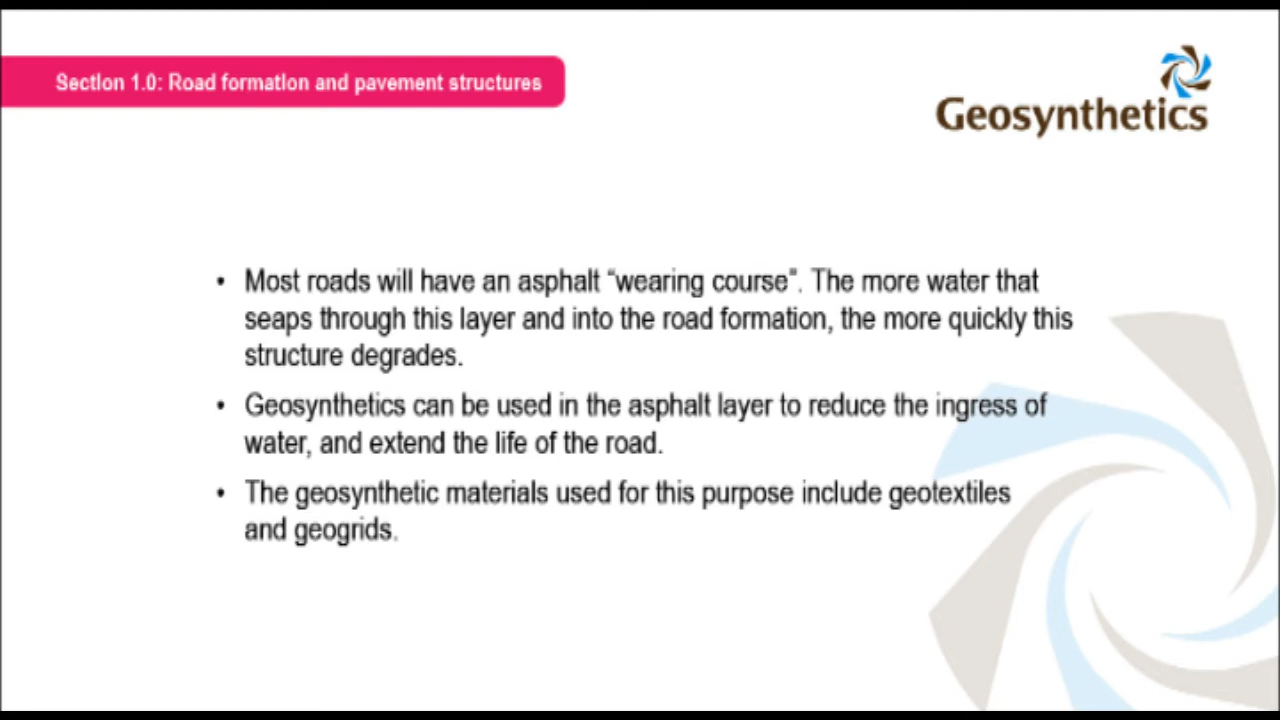 Section 1.0: Road formation and pavement structures
Geosynthetics
• Most roads will have an asphalt “wearing course”. The more water that
seaps through this layer and into the road formation, the more quickly this
structure degrades.
• Geosynthetics can be used in the asphalt layer to reduce the ingress of
water, and extend the life of the road.
• The geosynthetic materials used for this purpose include geotextiles
and geogrids.